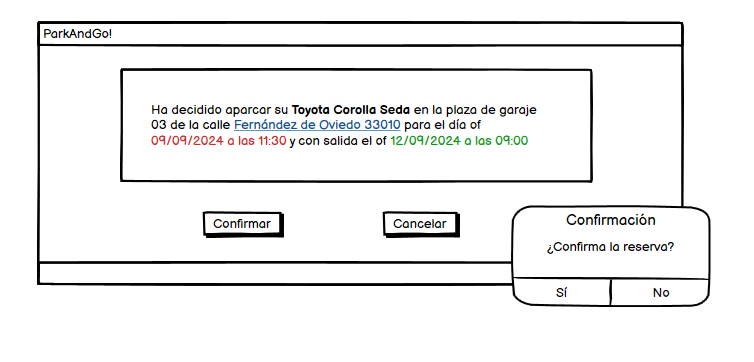 ParkAndGo!
Ha decidido aparcar su Toyota Corolla Seda en la plaza de garaje
03 de la calle Fernández de Oviedo 33010 para el día of
09/09/2024 a las 11:30 y con salida el of 12/09/2024 a las 09:00
Confirmar
Cancelar
Confirmación
¿Confirma la reserva?
Sí
No